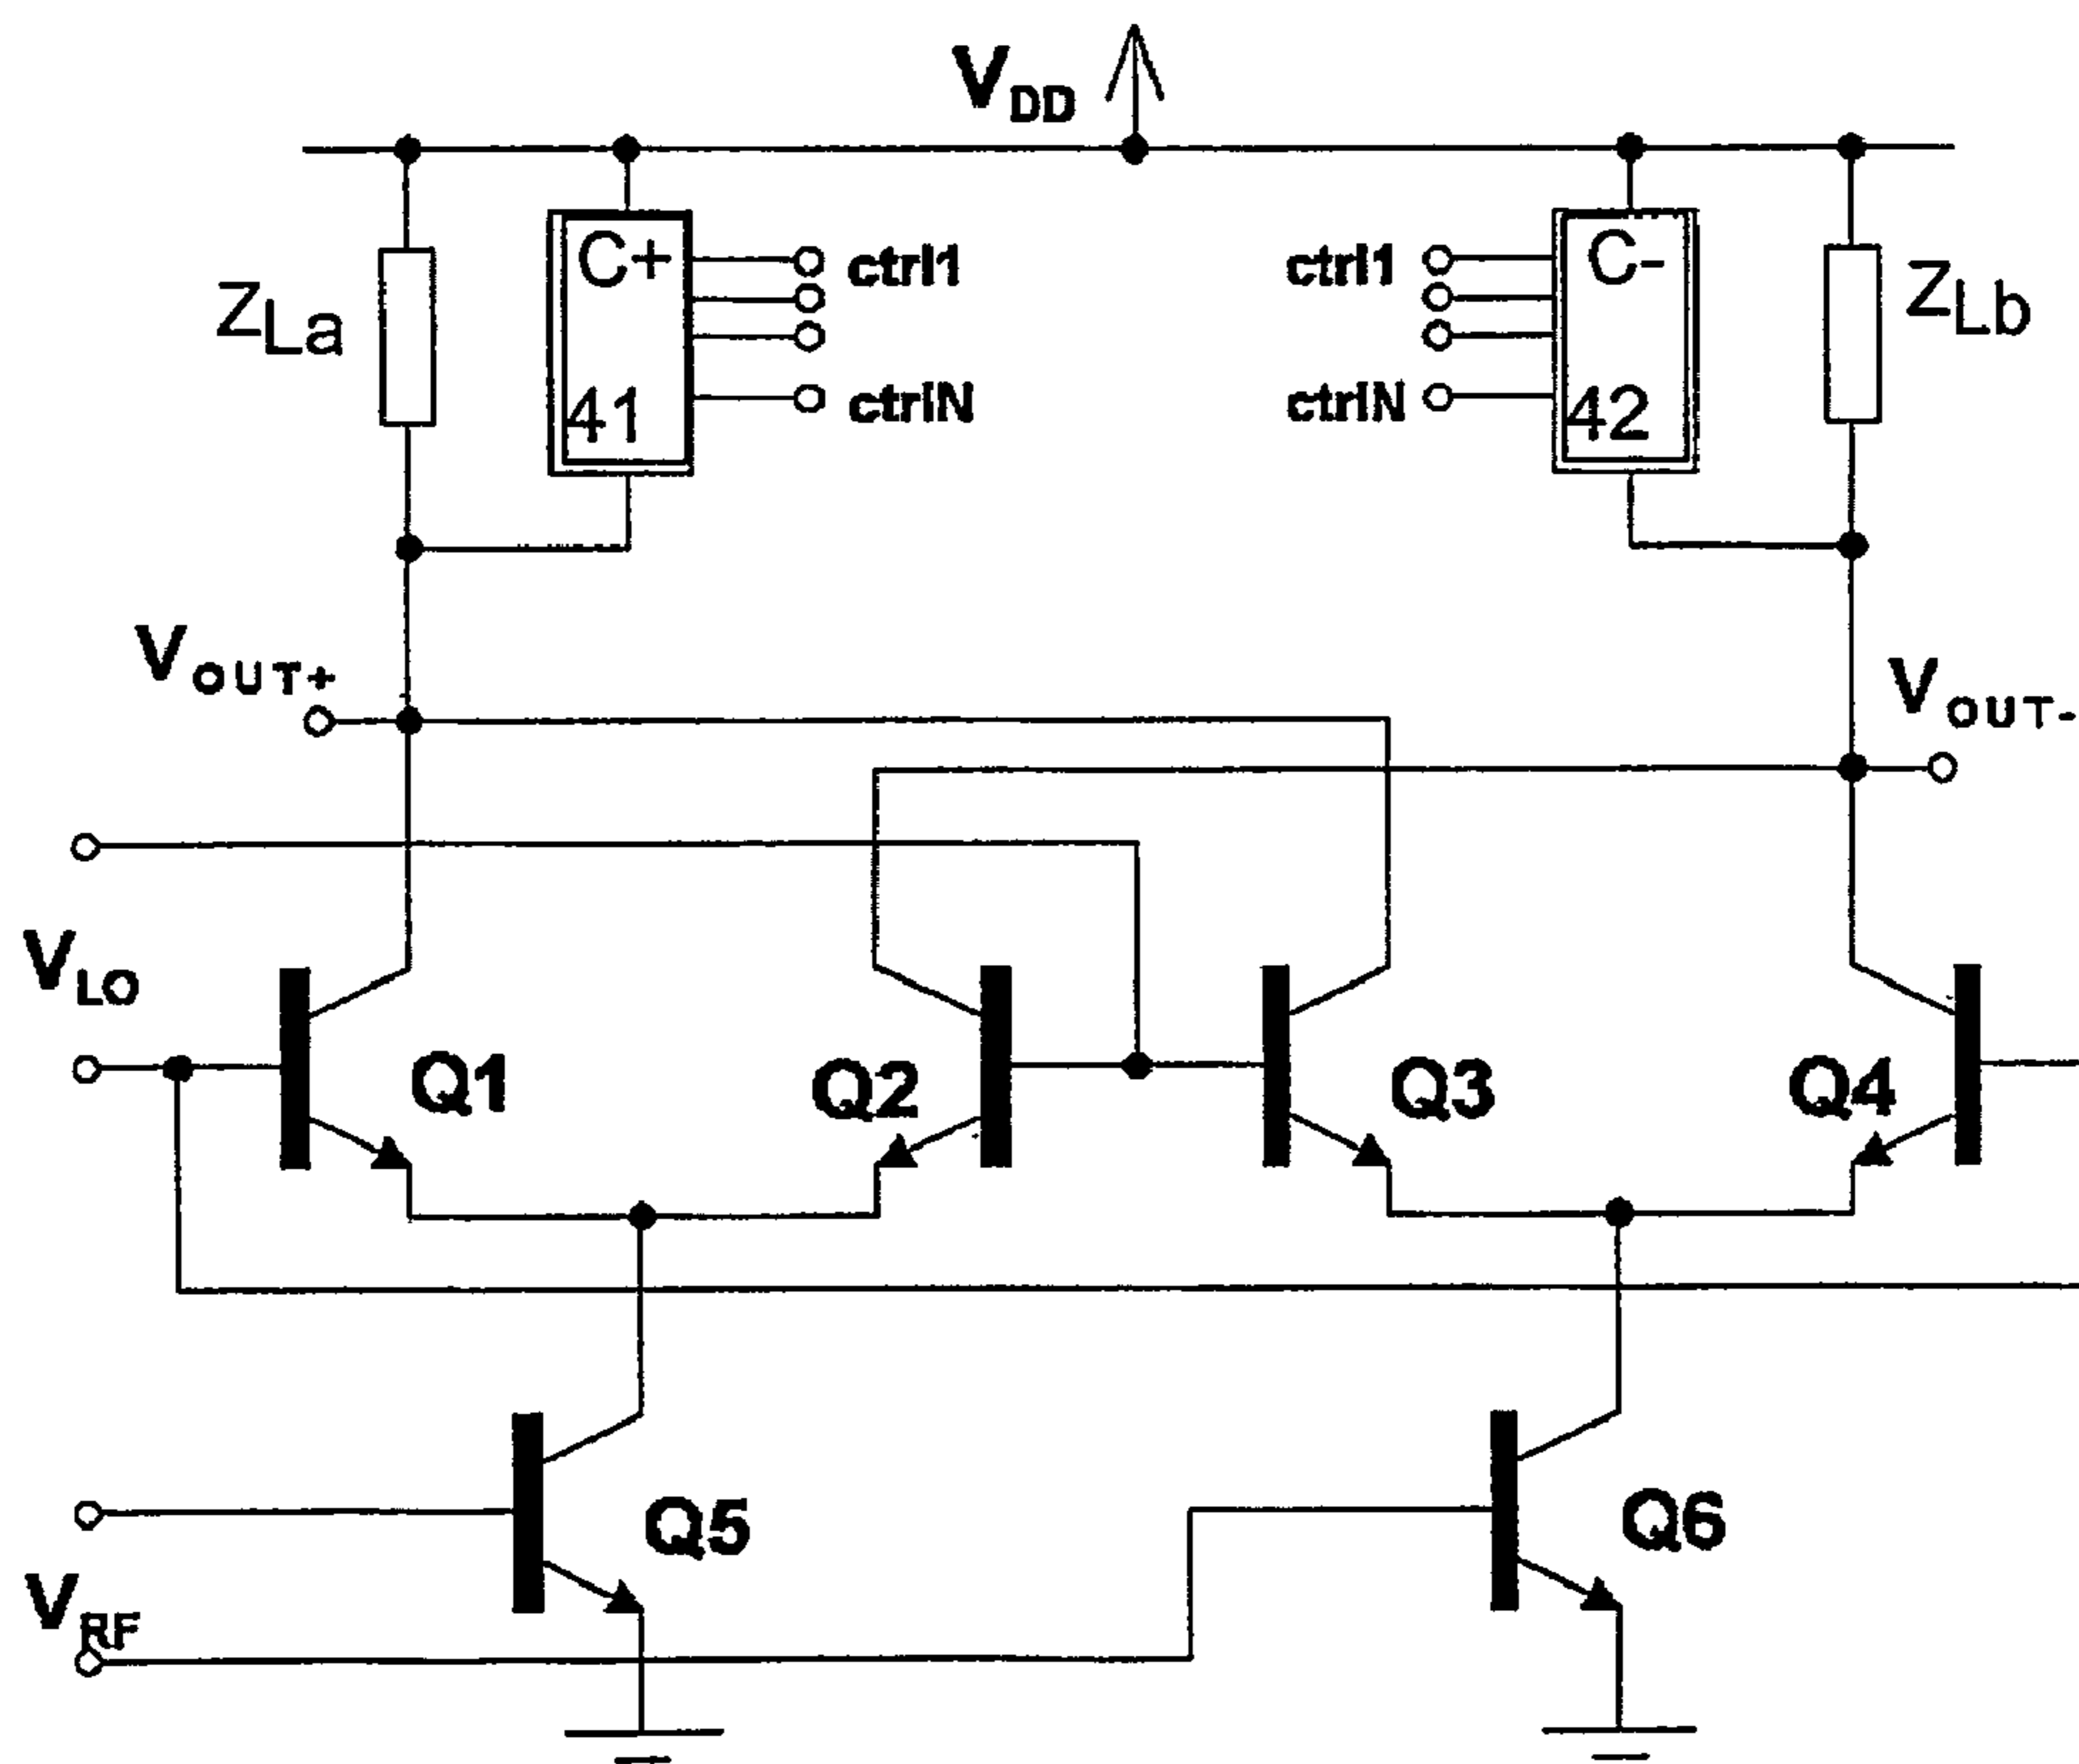 VDD
C+
ctrl1
ctrl1
C-
ZLa
ZLb
41
ctrlN
ctrlN
42
VOUT+
VOUT-
VLO
Q1
Q2
Q3
Q4
Q5
Q6
VRF